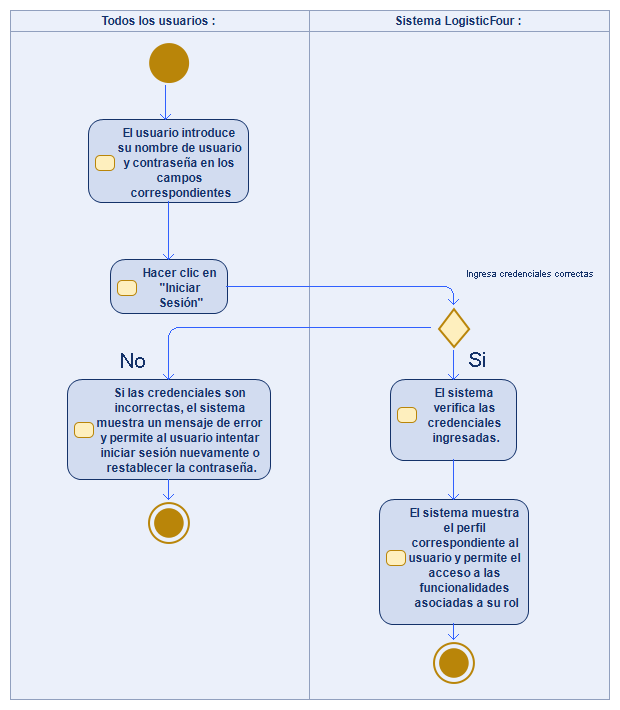 Todos los usuarios :
Sistema LogisticFour :
El usuario introduce
su nombre de usuario
y contraseña en los
campos
correspondientes
Hacer clic en
"Iniciar
Sesión"
Ingresa credenciales correctas
No
Si
Si las credenciales son
incorrectas, el sistema
muestra un mensaje de error
y permite al usuario intentar
iniciar sesión nuevamente o
restablecer la contraseña.
El sistema
verifica las
credenciales
ingresadas.
El sistema muestra
el perfil
correspondiente al
usuario y permite el
acceso a las
funcionalidades
asociadas a su rol